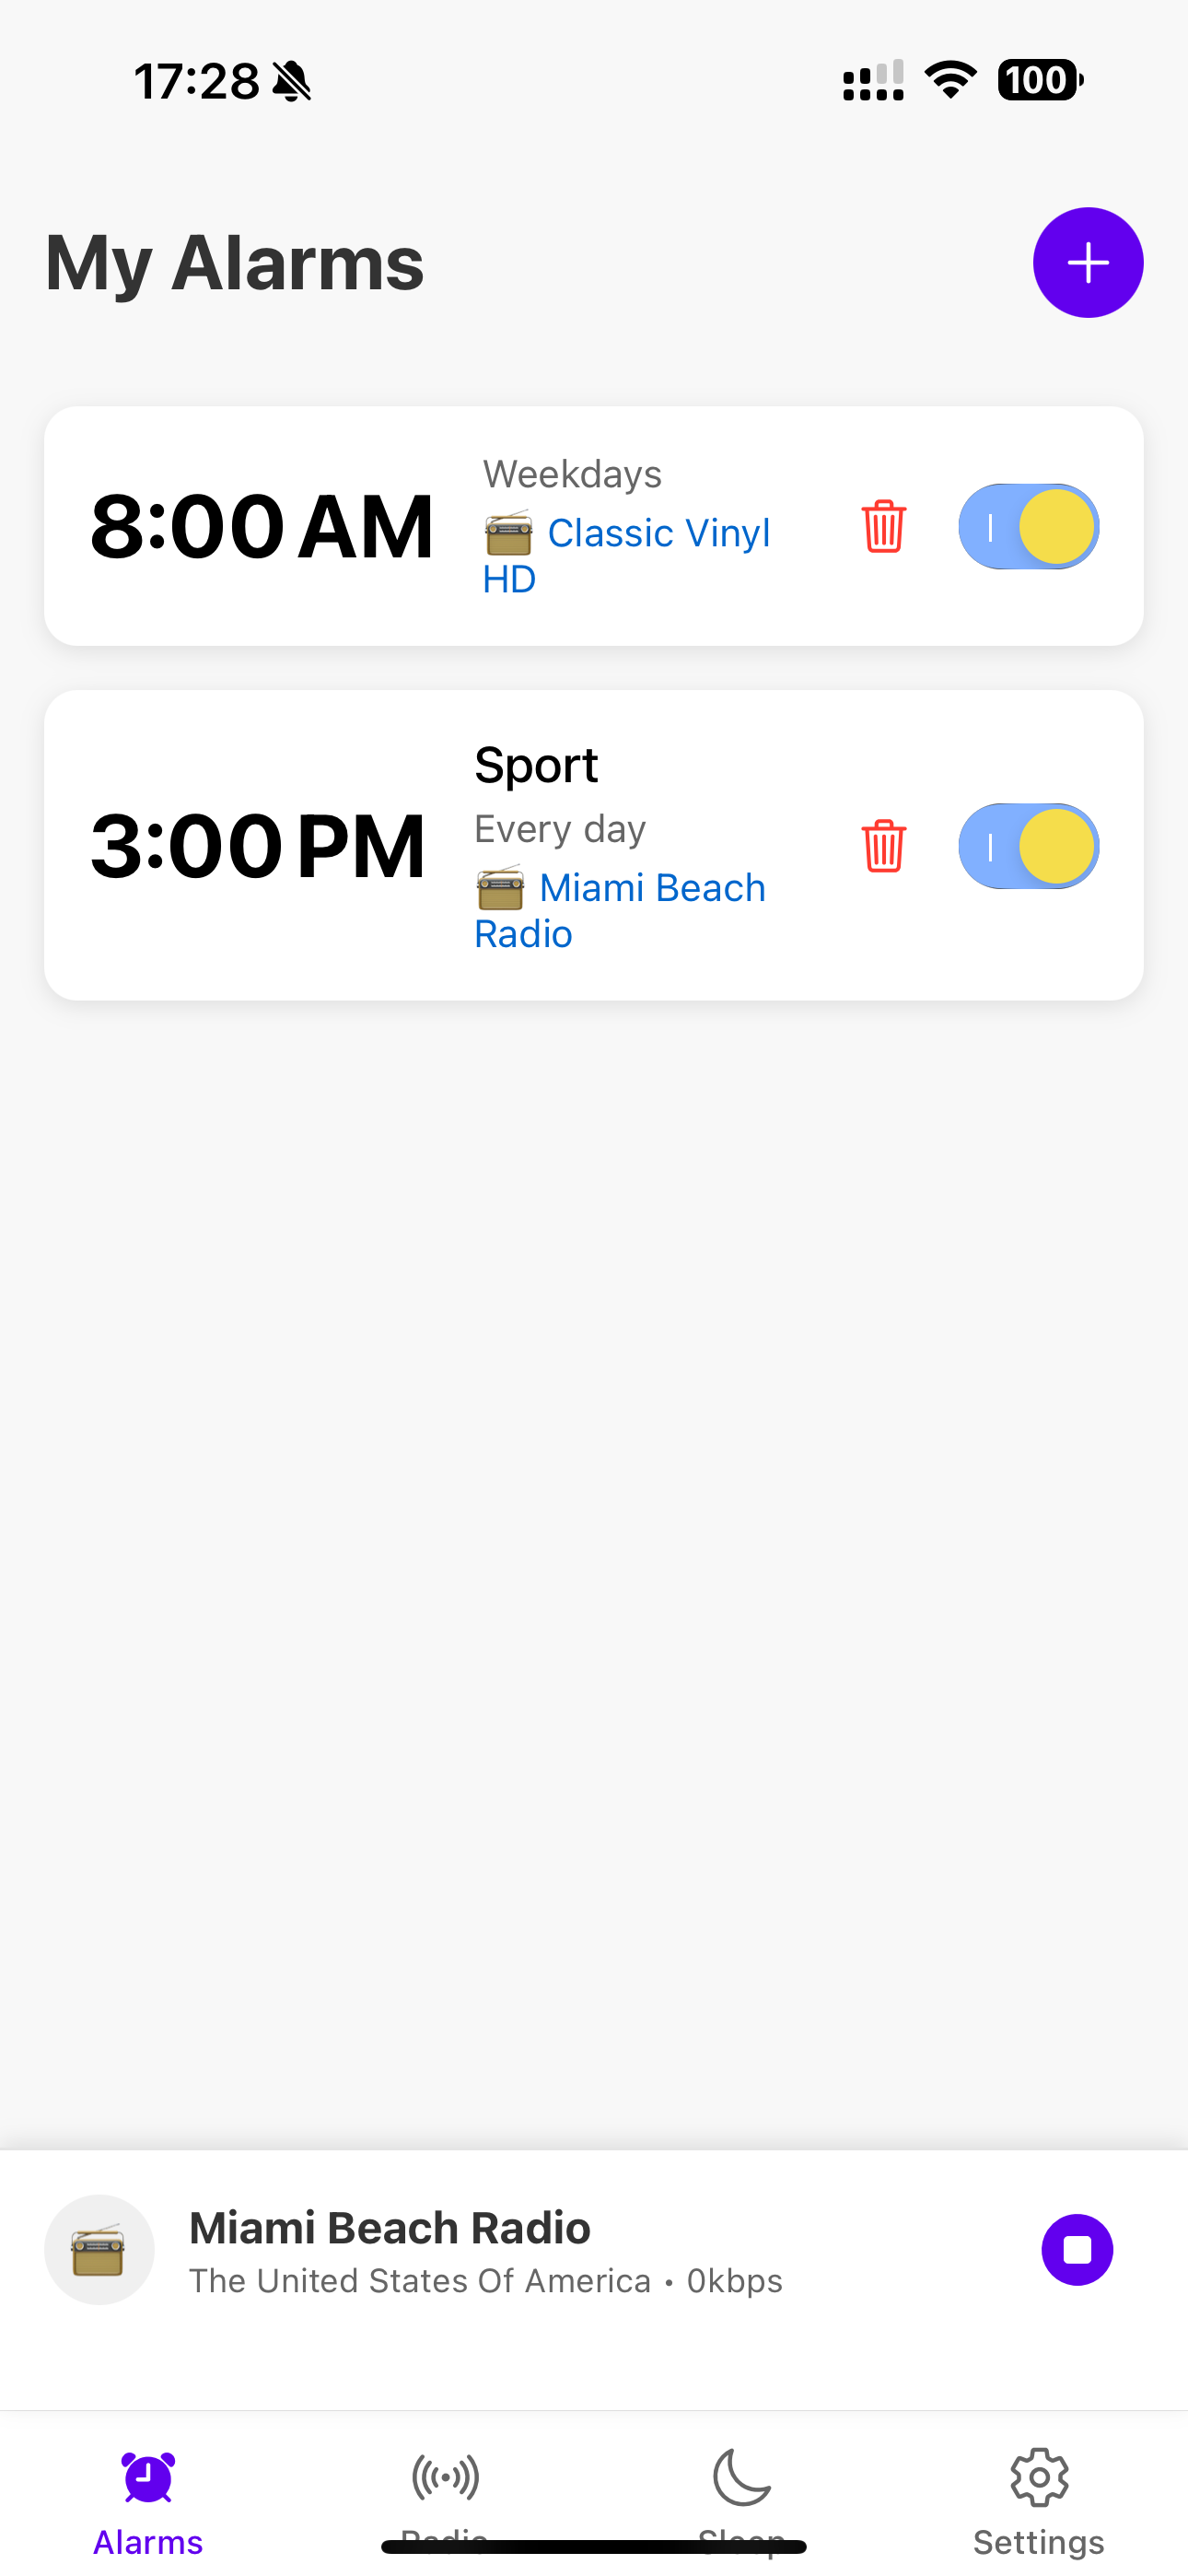 17:28
100
My Alarms
8:00 AM
Weekdays
Classic Vinyl
HD
3:00 PM
Sport
Every day
Miami Beach
Radio
Miami Beach Radio
The United States Of America • 0kbps
Alarms
Radio
Sleep
Settings